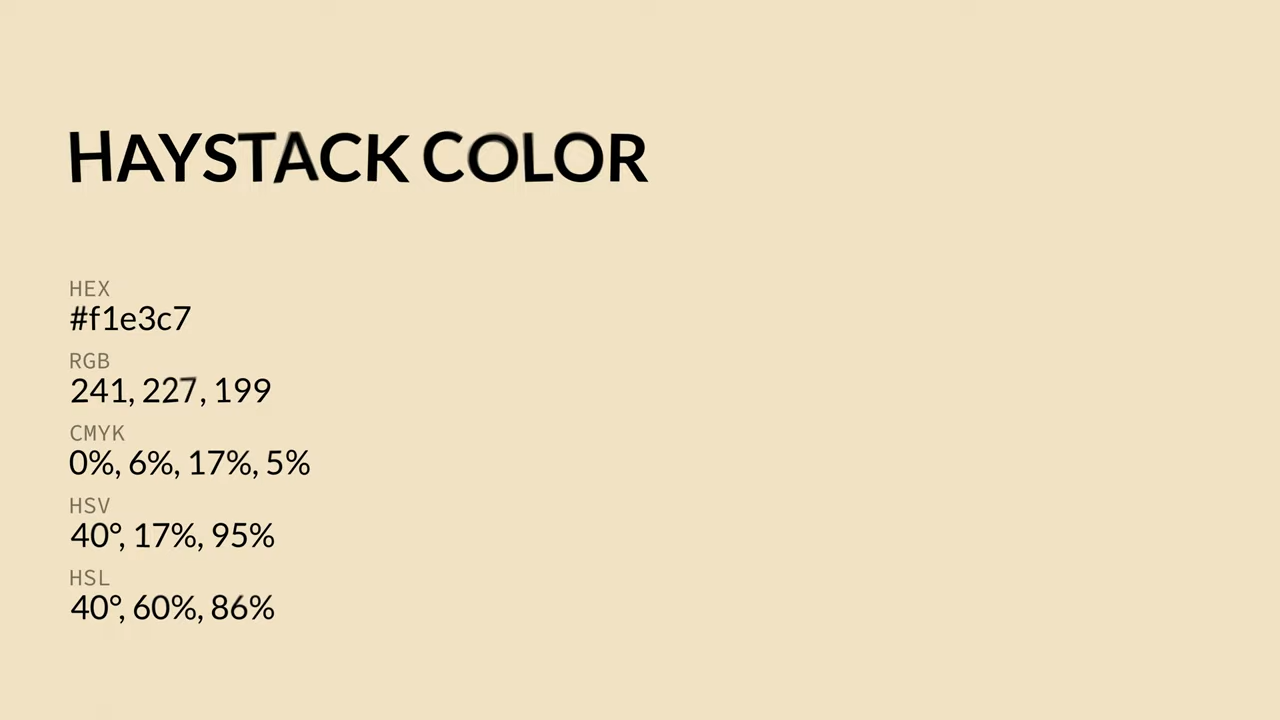 HAYSTACK COLOR
HEX
#f1e3c7
RGB
241, 227, 199
CMYK
0%, 6%, 17%, 5%
HSV
40°, 17%, 95%
HSL
40°, 60%, 86%